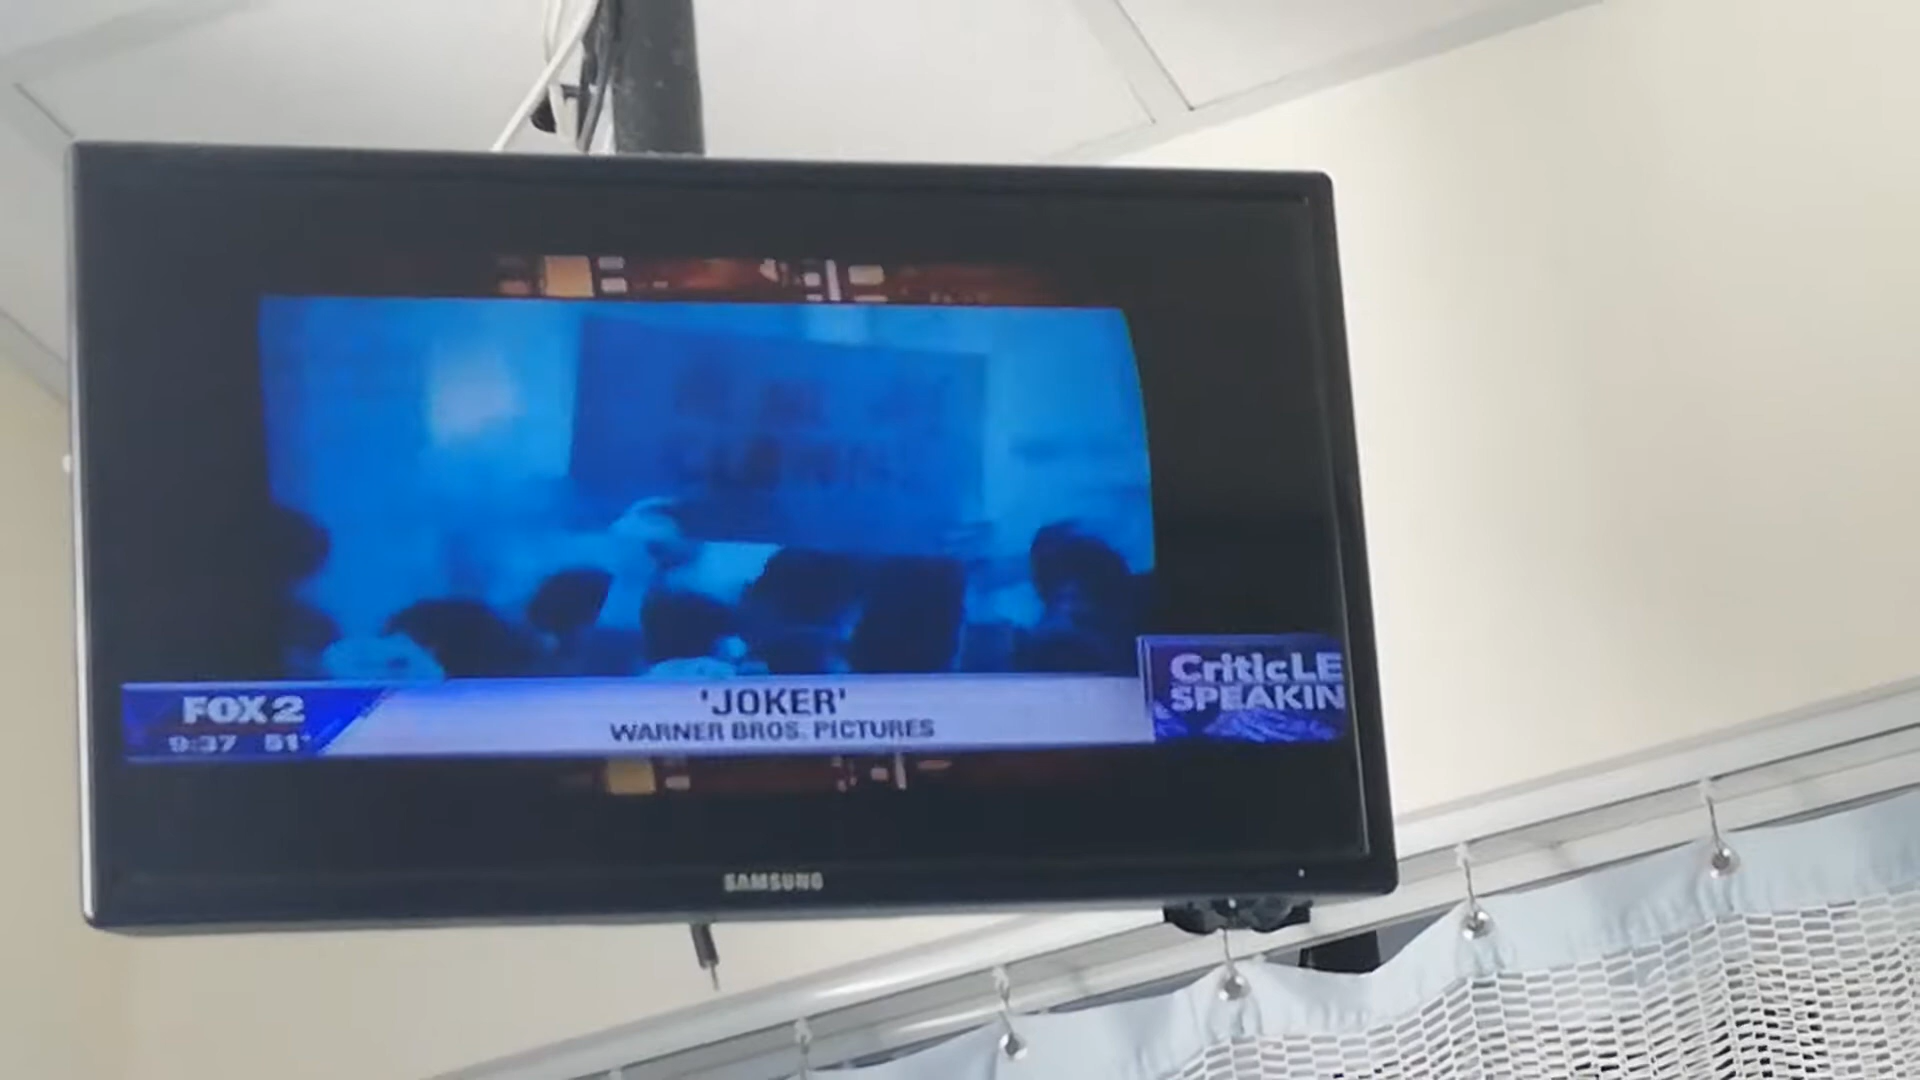 FOX 2
9:37 51°
'JOKER'
WARNER BROS. PICTURES
CriticLE
SPEAKIN
SAMSUNG